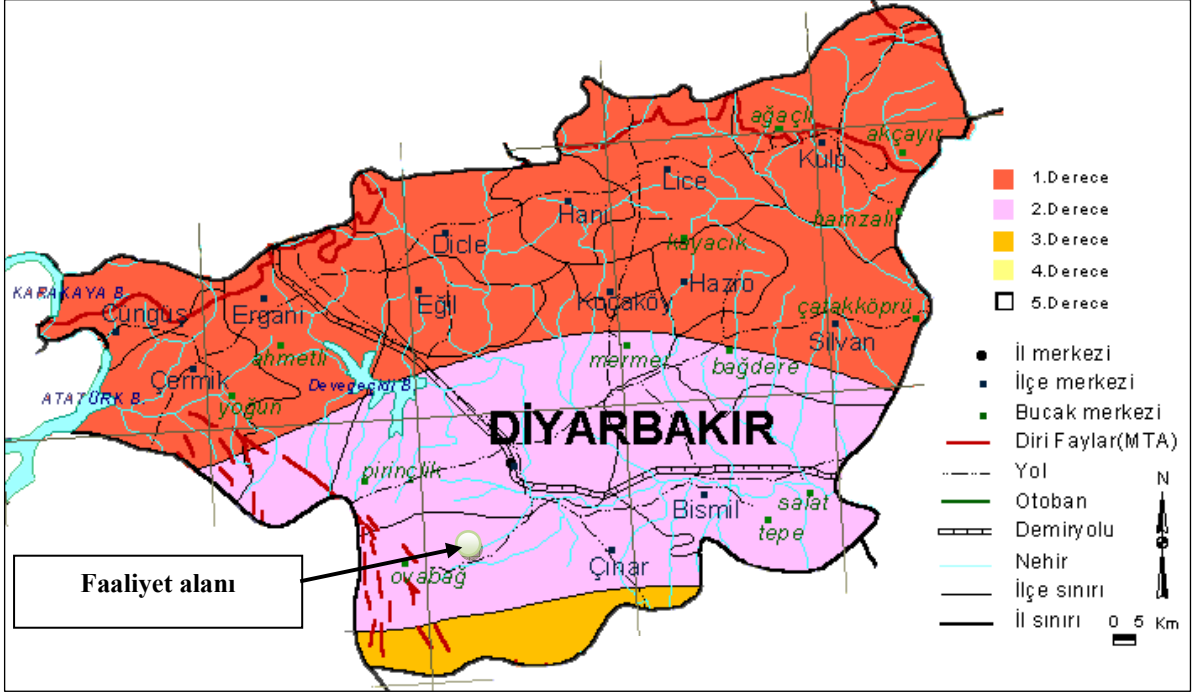 ağaçlı
akçayır
Kulp
Lice
Hani
hamzalı
Dicle
kayacık
KARAKAYA B.
Çüngüş
Ergani
Eğil
Koçaköy
Hazro
çatakköprü
Silvan
ahmetli
mermer
bağdere
Çermik
Devegeçidi B.
ATATÜRK B.
yoğun
DİYARBAKIR
pirinçlik
Bismil
salat
tepe
ovabağ
Çinar
Faaliyet alanı
1.Derece
2.Derece
3.Derece
4.Derece
5.Derece
İl merkezi
İlçe merkezi
Bucak merkezi
Diri Faylar(MTA)
Yol
Otoban
Demiryolu
Nehir
İlçe sınırı
İl sınırı
N
0 5 Km